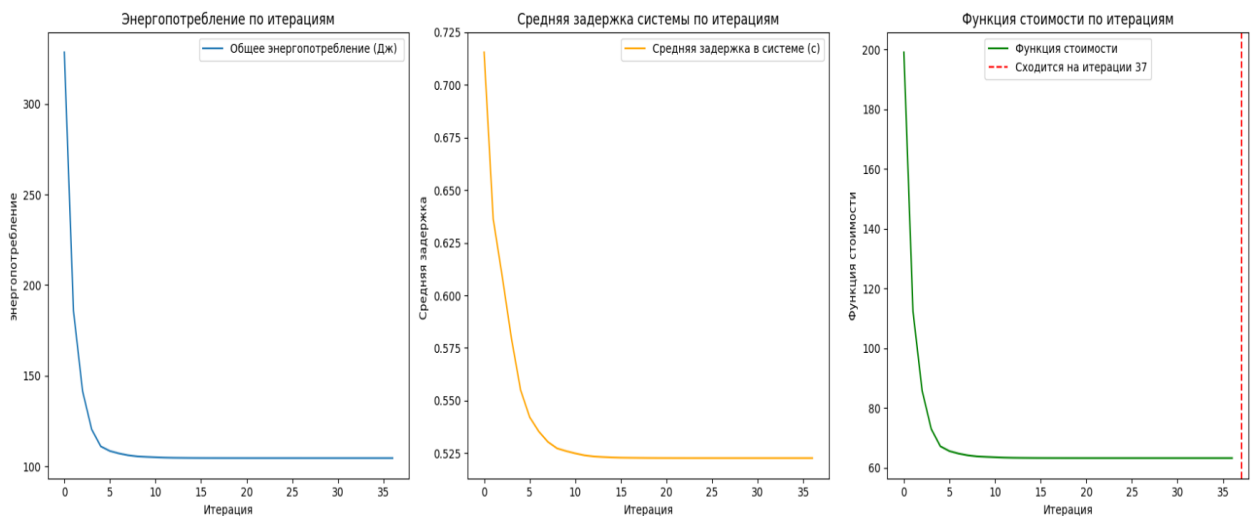 Энергопотребление по итерациям
Общее энергопотребление (Дж)
энергопотребление
300
250
200
150
100
0 5 10 15 20 25 30 35
Итерация
Средняя задержка системы по итерациям
Средняя задержка в системе (с)
Средняя задержка
0.725
0.700
0.675
0.650
0.625
0.600
0.575
0.550
0.525
0 5 10 15 20 25 30 35
Итерация
Функция стоимости по итерациям
Функция стоимости
Сходится на итерации 37
Функция стоимости
200
180
160
140
120
100
80
60
0 5 10 15 20 25 30 35
Итерация